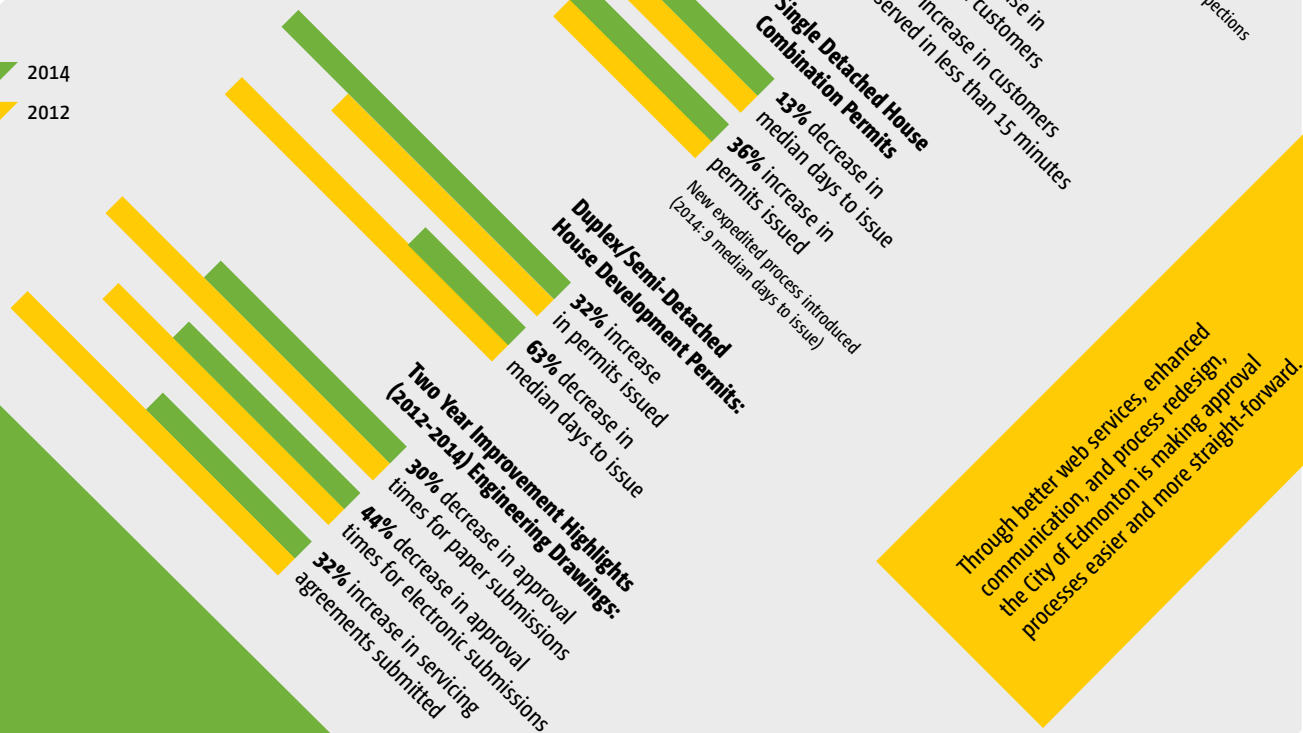 2014
2012
Two Year Improvement Highlights
(2012-2014) Engineering Drawings:
30% decrease in approval
times for paper submissions
44% decrease in approval
times for electronic submissions
32% increase in servicing
agreements submitted
Duplex/Semi-Detached
House Development Permits:
32% increase
in permits issued
63% decrease in
median days to issue
Single Detached House
Combination Permits
13% decrease in
median days to issue
36% increase in
permits issued
New expedited process introduced
(2014: 9 median days to issue)
in
customers
increase in customers
served in less than 15 minutes
Through better web services, enhanced
communication, and process redesign,
the City of Edmonton is making approval
processes easier and more straight-forward.